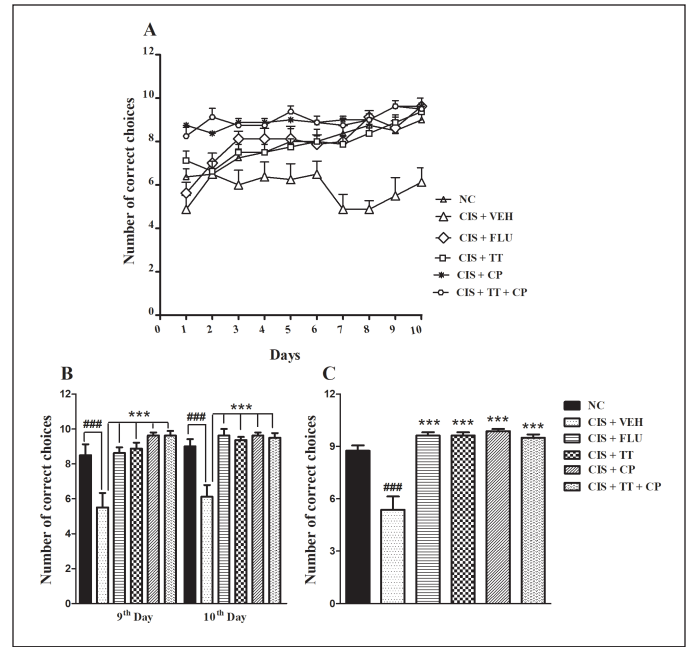 A
Number of correct choices
12
10
8
6
4
2
0
0 1 2 3 4 5 6 7 8 9 10
Days
NC
CIS + VEH
CIS + FLU
CIS + TT
CIS + CP
CIS + TT + CP
B
Number of correct choices
12
10
8
6
4
2
0
###
***
###
***
9th Day
10th Day
C
Number of correct choices
12
9
6
3
0
###
*** *** *** ***
NC
CIS + VEH
CIS + FLU
CIS + TT
CIS + CP
CIS + TT + CP